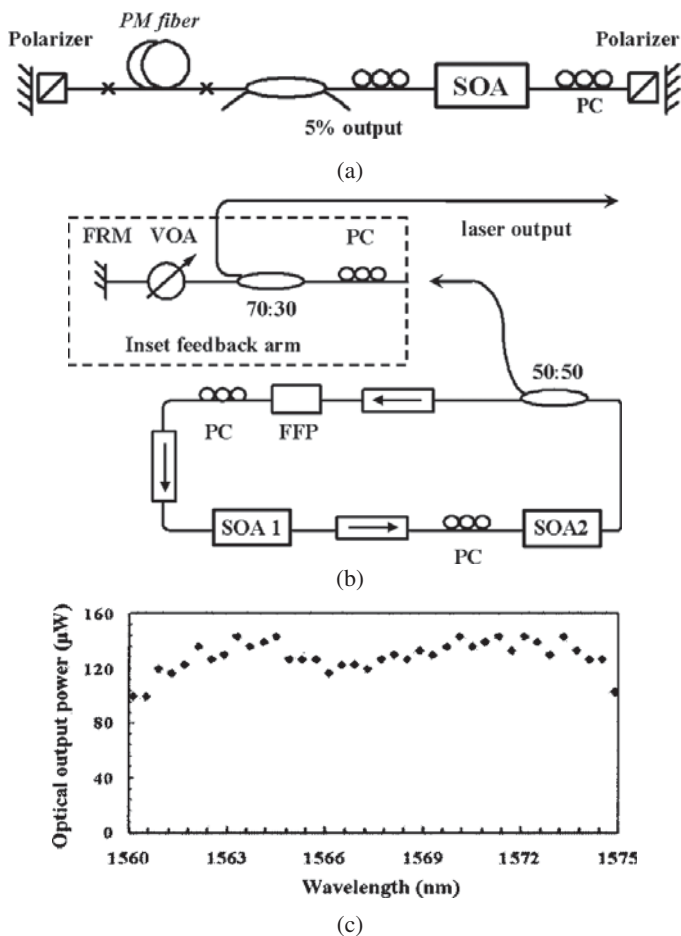 PM fiber
Polarizer
Polarizer
SOA
PC
5% output
(a)
laser output
FRM VOA PC
70:30
Inset feedback arm
50:50
PC FFP
SOA 1 SOA2
PC
(b)
Optical output power (µW)
160
120
80
40
0
1560 1563 1566 1569 1572 1575
Wavelength (nm)
(c)